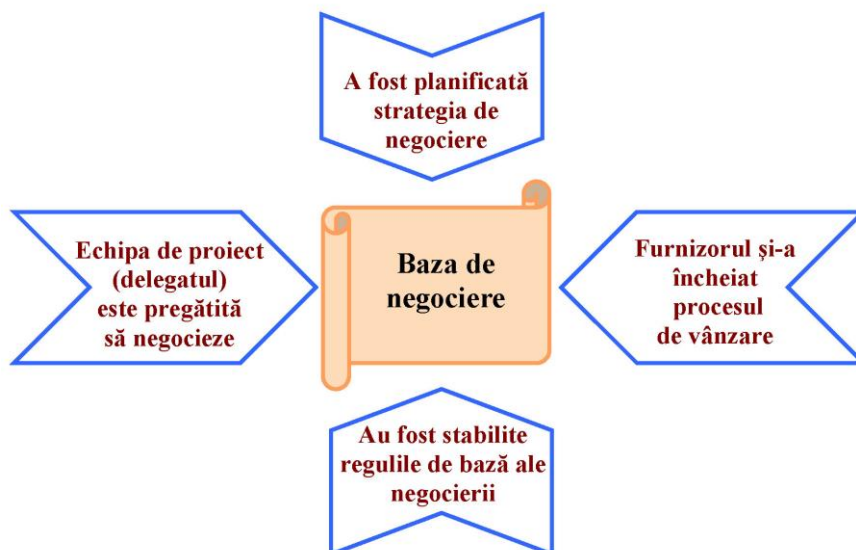 A fost planificată
strategia de
negociere
Echipa de proiect
(delegatul)
este pregătită
să negocieze
Baza de
negociere
Furnizorul și-a
încheiat
procesul
de vânzare
Au fost stabilite
regulile de bază ale
negocierii